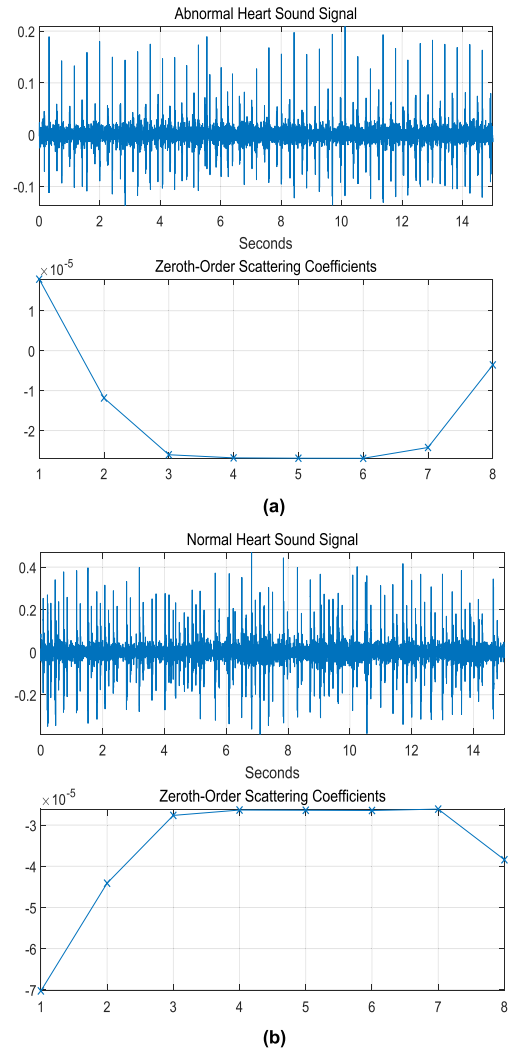 Abnormal Heart Sound Signal
0.2
0.1
0
-0.1
0 2 4 6 8 10 12 14
Seconds
×10-5 Zeroth-Order Scattering Coefficients
1
0
-1
-2
1 2 3 4 5 6 7 8
(a)
Normal Heart Sound Signal
0.4
0.2
0
-0.2
0 2 4 6 8 10 12 14
Seconds
×10-5 Zeroth-Order Scattering Coefficients
-3
-4
-5
-6
-7
1 2 3 4 5 6 7 8
(b)